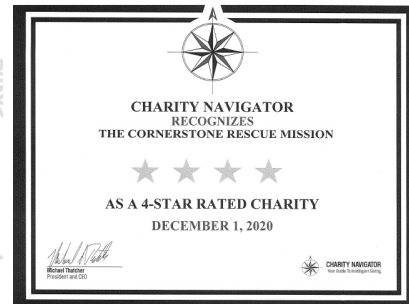 CHARITY NAVIGATOR
RECOGNIZES
THE CORNERSTONE RESCUE MISSION
AS A 4-STAR RATED CHARITY
DECEMBER 1, 2020
Michael Thatcher
President and CEO
CHARITY NAVIGATOR
Your Guide To Intelligent Giving